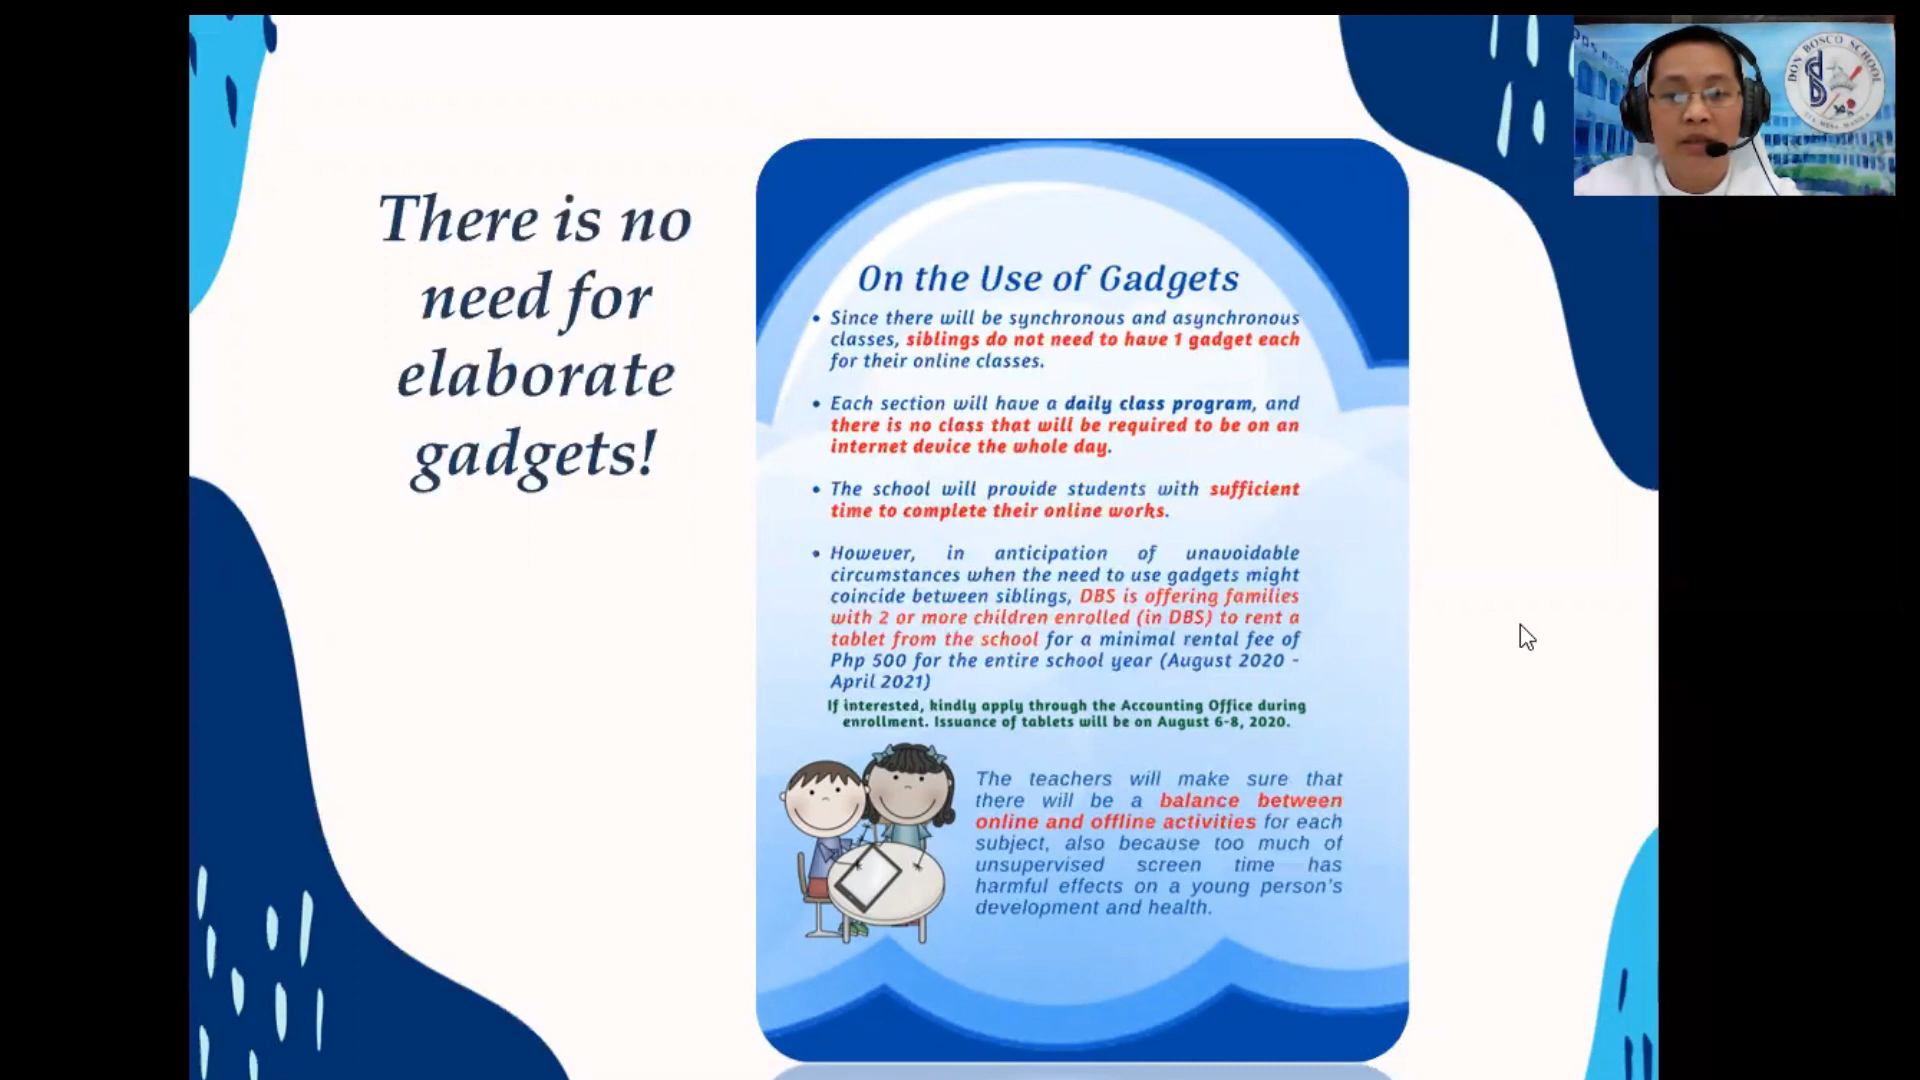 There is no
need for
elaborate
gadgets!
On the Use of Gadgets
• Since there will be synchronous and asynchronous
classes, siblings do not need to have 1 gadget each
for their online classes.
• Each section will have a daily class program, and
there is no class that will be required to be on an
internet device the whole day.
• The school will provide students with sufficient
time to complete their online works.
• However, in anticipation of unavoidable
circumstances when the need to use gadgets might
coincide between siblings, DBS is offering families
with 2 or more children enrolled (in DBS) to rent a
tablet from the school for a minimal rental fee of
Php 500 for the entire school year (August 2020 -
April 2021)
If interested, kindly apply through the Accounting Office during
enrollment. Issuance of tablets will be on August 6-8, 2020.
The teachers will make sure that
there will be a balance between
online and offline activities for each
subject, also because too much of
unsupervised screen time has
harmful effects on a young person's
development and health.
DON BOSCO SCHOOL
STA. MESA MANILA
DON BOSCO